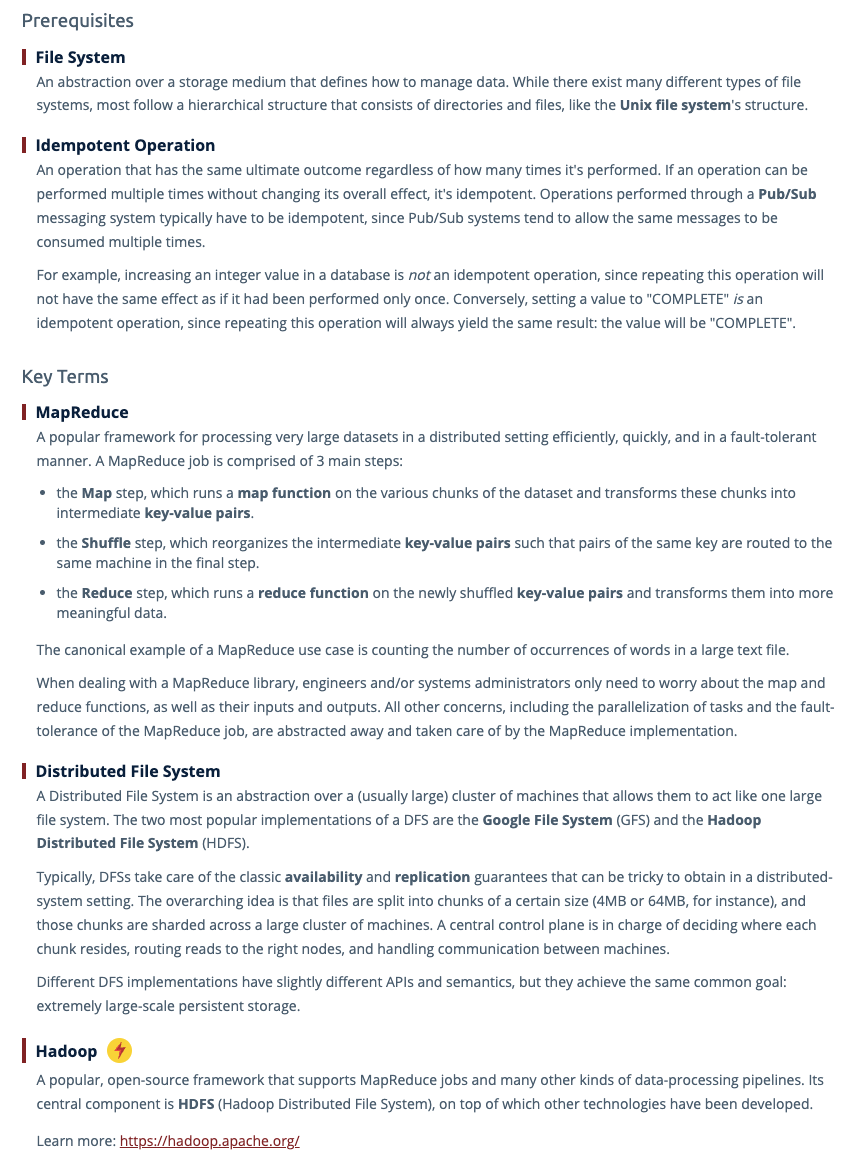 Prerequisites
File System
An abstraction over a storage medium that defines how to manage data. While there exist many different types of file
systems, most follow a hierarchical structure that consists of directories and files, like the Unix file system's structure.
Idempotent Operation
An operation that has the same ultimate outcome regardless of how many times it's performed. If an operation can be
performed multiple times without changing its overall effect, it's idempotent. Operations performed through a Pub/Sub
messaging system typically have to be idempotent, since Pub/Sub systems tend to allow the same messages to be
consumed multiple times.
For example, increasing an integer value in a database is not an idempotent operation, since repeating this operation will
not have the same effect as if it had been performed only once. Conversely, setting a value to "COMPLETE" is an
idempotent operation, since repeating this operation will always yield the same result: the value will be "COMPLETE".
Key Terms
MapReduce
A popular framework for processing very large datasets in a distributed setting efficiently, quickly, and in a fault-tolerant
manner. A MapReduce job is comprised of 3 main steps:
• the Map step, which runs a map function on the various chunks of the dataset and transforms these chunks into
intermediate key-value pairs.
• the Shuffle step, which reorganizes the intermediate key-value pairs such that pairs of the same key are routed to the
same machine in the final step.
• the Reduce step, which runs a reduce function on the newly shuffled key-value pairs and transforms them into more
meaningful data.
The canonical example of a MapReduce use case is counting the number of occurrences of words in a large text file.
When dealing with a MapReduce library, engineers and/or systems administrators only need to worry about the map and
reduce functions, as well as their inputs and outputs. All other concerns, including the parallelization of tasks and the fault-
tolerance of the MapReduce job, are abstracted away and taken care of by the MapReduce implementation.
Distributed File System
A Distributed File System is an abstraction over a (usually large) cluster of machines that allows them to act like one large
file system. The two most popular implementations of a DFS are the Google File System (GFS) and the Hadoop
Distributed File System (HDFS).
Typically, DFSs take care of the classic availability and replication guarantees that can be tricky to obtain in a distributed-
system setting. The overarching idea is that files are split into chunks of a certain size (4MB or 64MB, for instance), and
those chunks are sharded across a large cluster of machines. A central control plane is in charge of deciding where each
chunk resides, routing reads to the right nodes, and handling communication between machines.
Different DFS implementations have slightly different APIs and semantics, but they achieve the same common goal:
extremely large-scale persistent storage.
Hadoop
A popular, open-source framework that supports MapReduce jobs and many other kinds of data-processing pipelines. Its
central component is HDFS (Hadoop Distributed File System), on top of which other technologies have been developed.
Learn more: https://hadoop.apache.org/